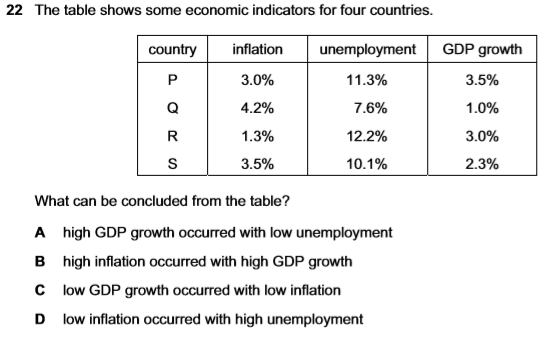 22 The table shows some economic indicators for four countries.
country inflation unemployment GDP growth
P 3.0% 11.3% 3.5%
Q 4.2% 7.6% 1.0%
R 1.3% 12.2% 3.0%
S 3.5% 10.1% 2.3%
What can be concluded from the table?
A high GDP growth occurred with low unemployment
B high inflation occurred with high GDP growth
C low GDP growth occurred with low inflation
D low inflation occurred with high unemployment